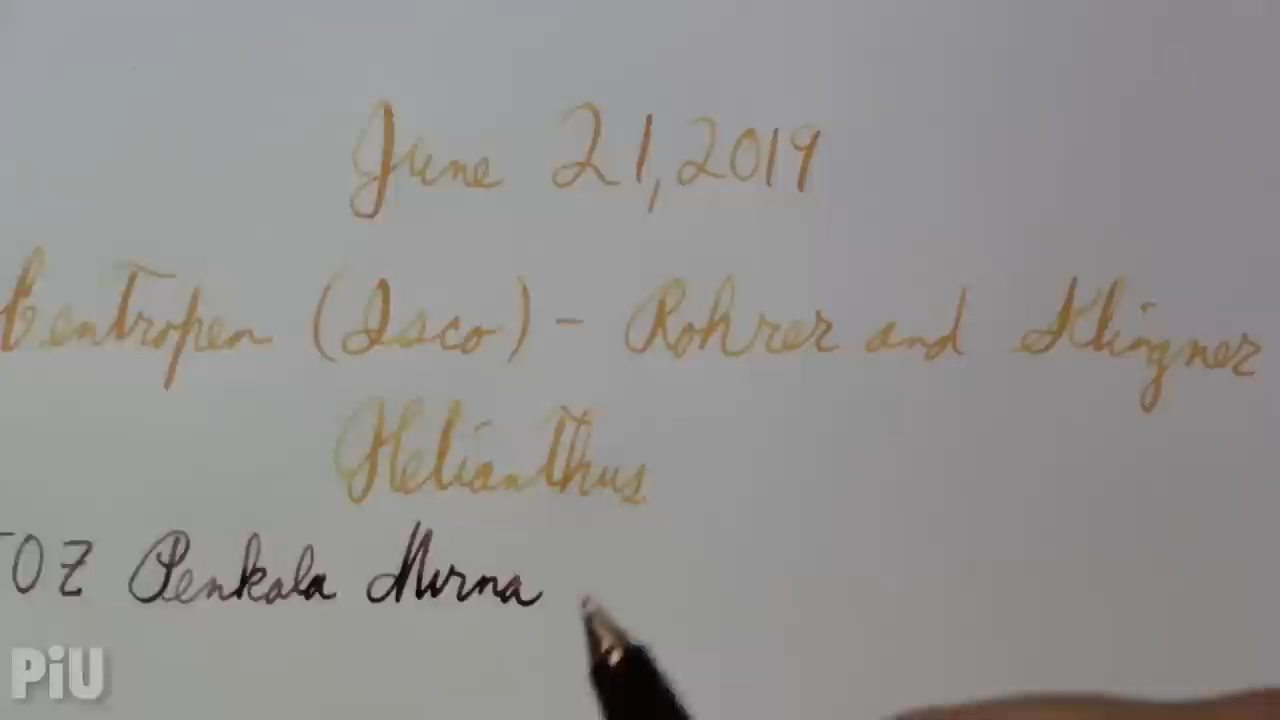 June 21, 2019
Centropen (Isco) - Rohrer and Klingner
Helianthus
TOZ Penkala Mirna
PiU